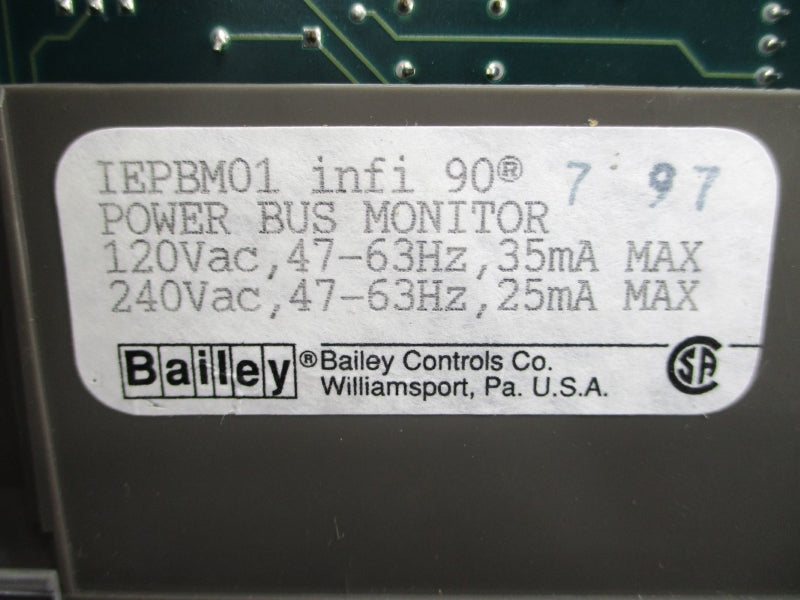 IEPBM01 infi 90® 7 97
POWER BUS MONITOR
120Vac,47-63Hz,35mA MAX
240Vac,47-63Hz,25mA MAX
Bailey® Bailey Controls Co.
Williamsport, Pa. U.S.A.
SA